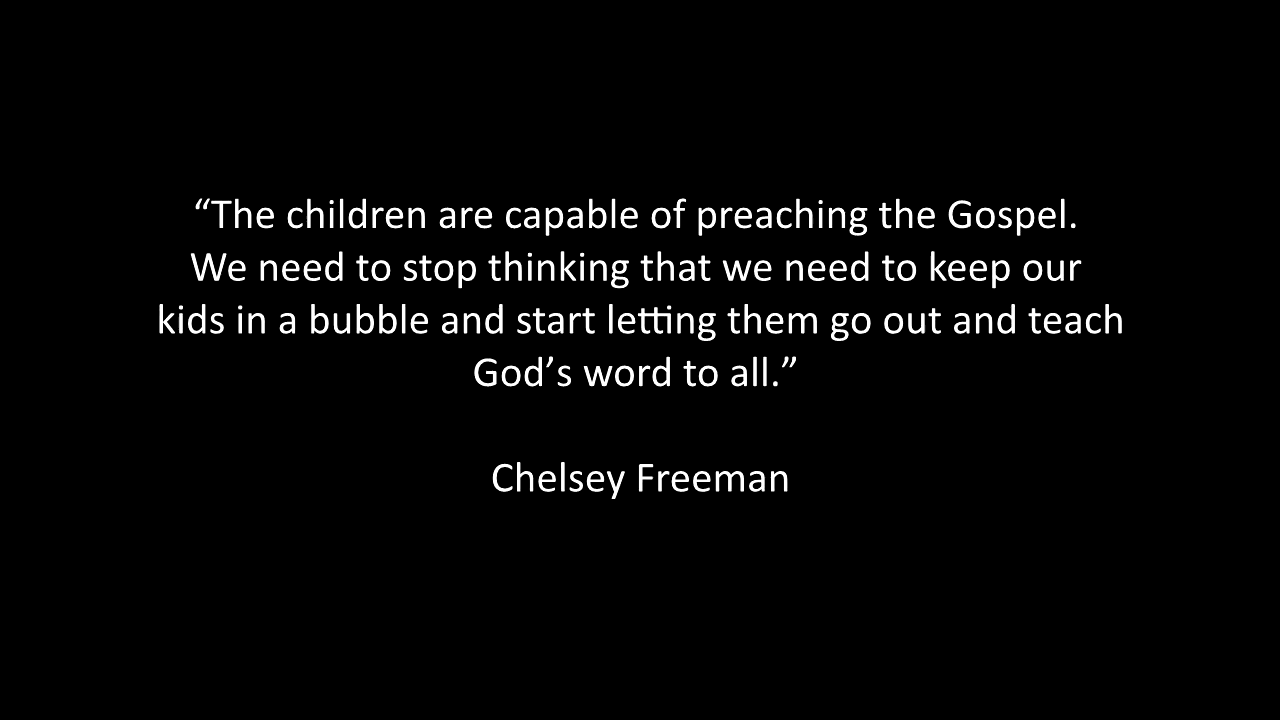 “The children are capable of preaching the Gospel.
We need to stop thinking that we need to keep our
kids in a bubble and start letting them go out and teach
God’s word to all.”
Chelsey Freeman